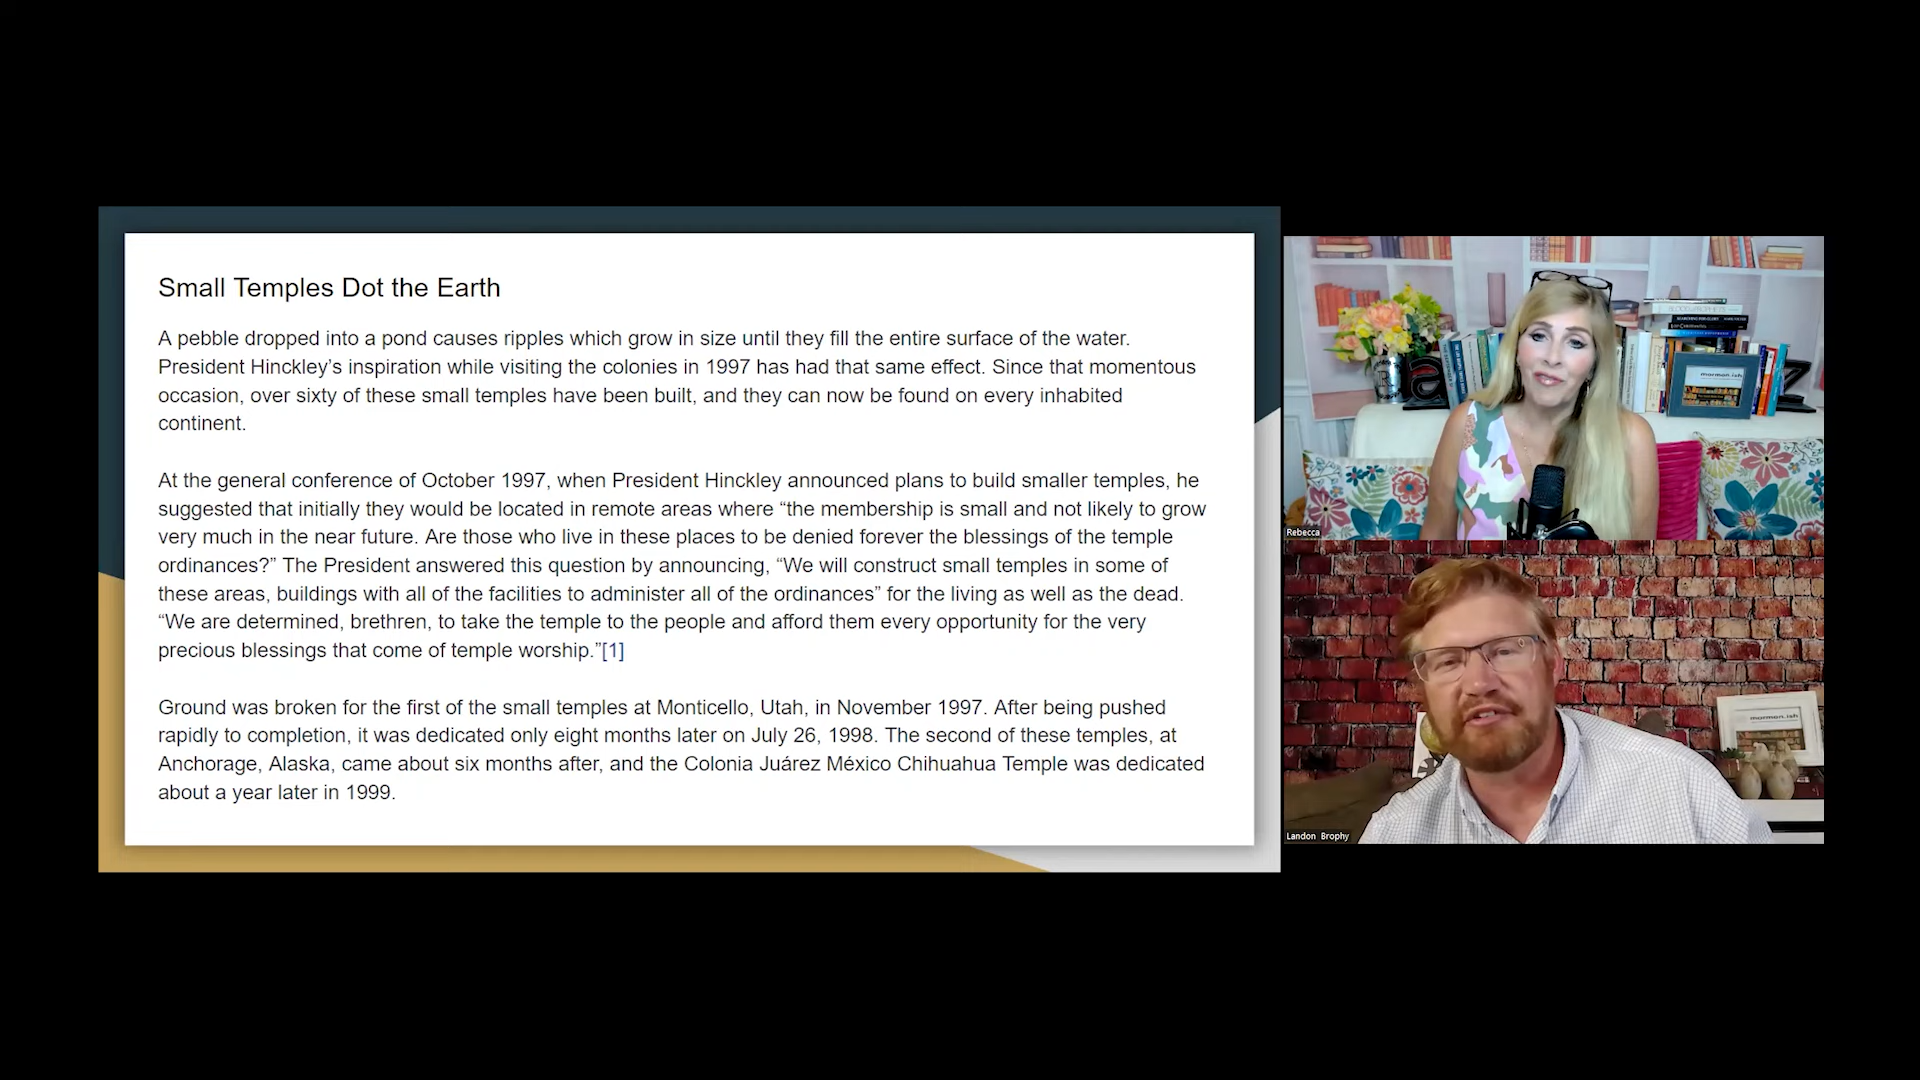 Small Temples Dot the Earth
A pebble dropped into a pond causes ripples which grow in size until they fill the entire surface of the water.
President Hinckley’s inspiration while visiting the colonies in 1997 has had that same effect. Since that momentous
occasion, over sixty of these small temples have been built, and they can now be found on every inhabited
continent.
At the general conference of October 1997, when President Hinckley announced plans to build smaller temples, he
suggested that initially they would be located in remote areas where “the membership is small and not likely to grow
very much in the near future. Are those who live in these places to be denied forever the blessings of the temple
ordinances?” The President answered this question by announcing, “We will construct small temples in some of
these areas, buildings with all of the facilities to administer all of the ordinances” for the living as well as the dead.
“We are determined, brethren, to take the temple to the people and afford them every opportunity for the very
precious blessings that come of temple worship.”[1]
Ground was broken for the first of the small temples at Monticello, Utah, in November 1997. After being pushed
rapidly to completion, it was dedicated only eight months later on July 26, 1998. The second of these temples, at
Anchorage, Alaska, came about six months after, and the Colonia Juárez México Chihuahua Temple was dedicated
about a year later in 1999.
mormon.ish
Rebecca
mormon.ish
Landon Brophy